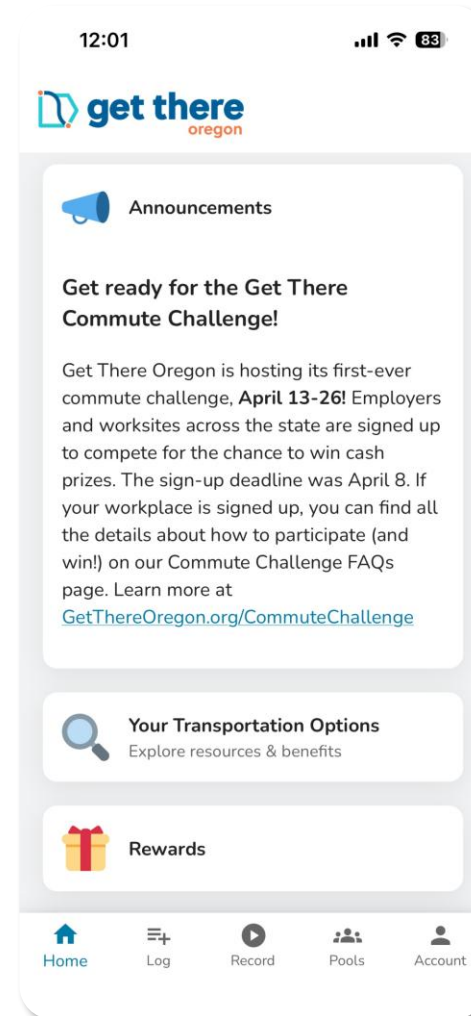 12:01
83
get there
oregon
Announcements
Get ready for the Get There
Commute Challenge!
Get There Oregon is hosting its first-ever
commute challenge, April 13-26! Employers
and worksites across the state are signed up
to compete for the chance to win cash
prizes. The sign-up deadline was April 8. If
your workplace is signed up, you can find all
the details about how to participate (and
win!) on our Commute Challenge FAQs
page. Learn more at
GetThereOregon.org/CommuteChallenge
Your Transportation Options
Explore resources & benefits
Rewards
Home
Log
Record
Pools
Account